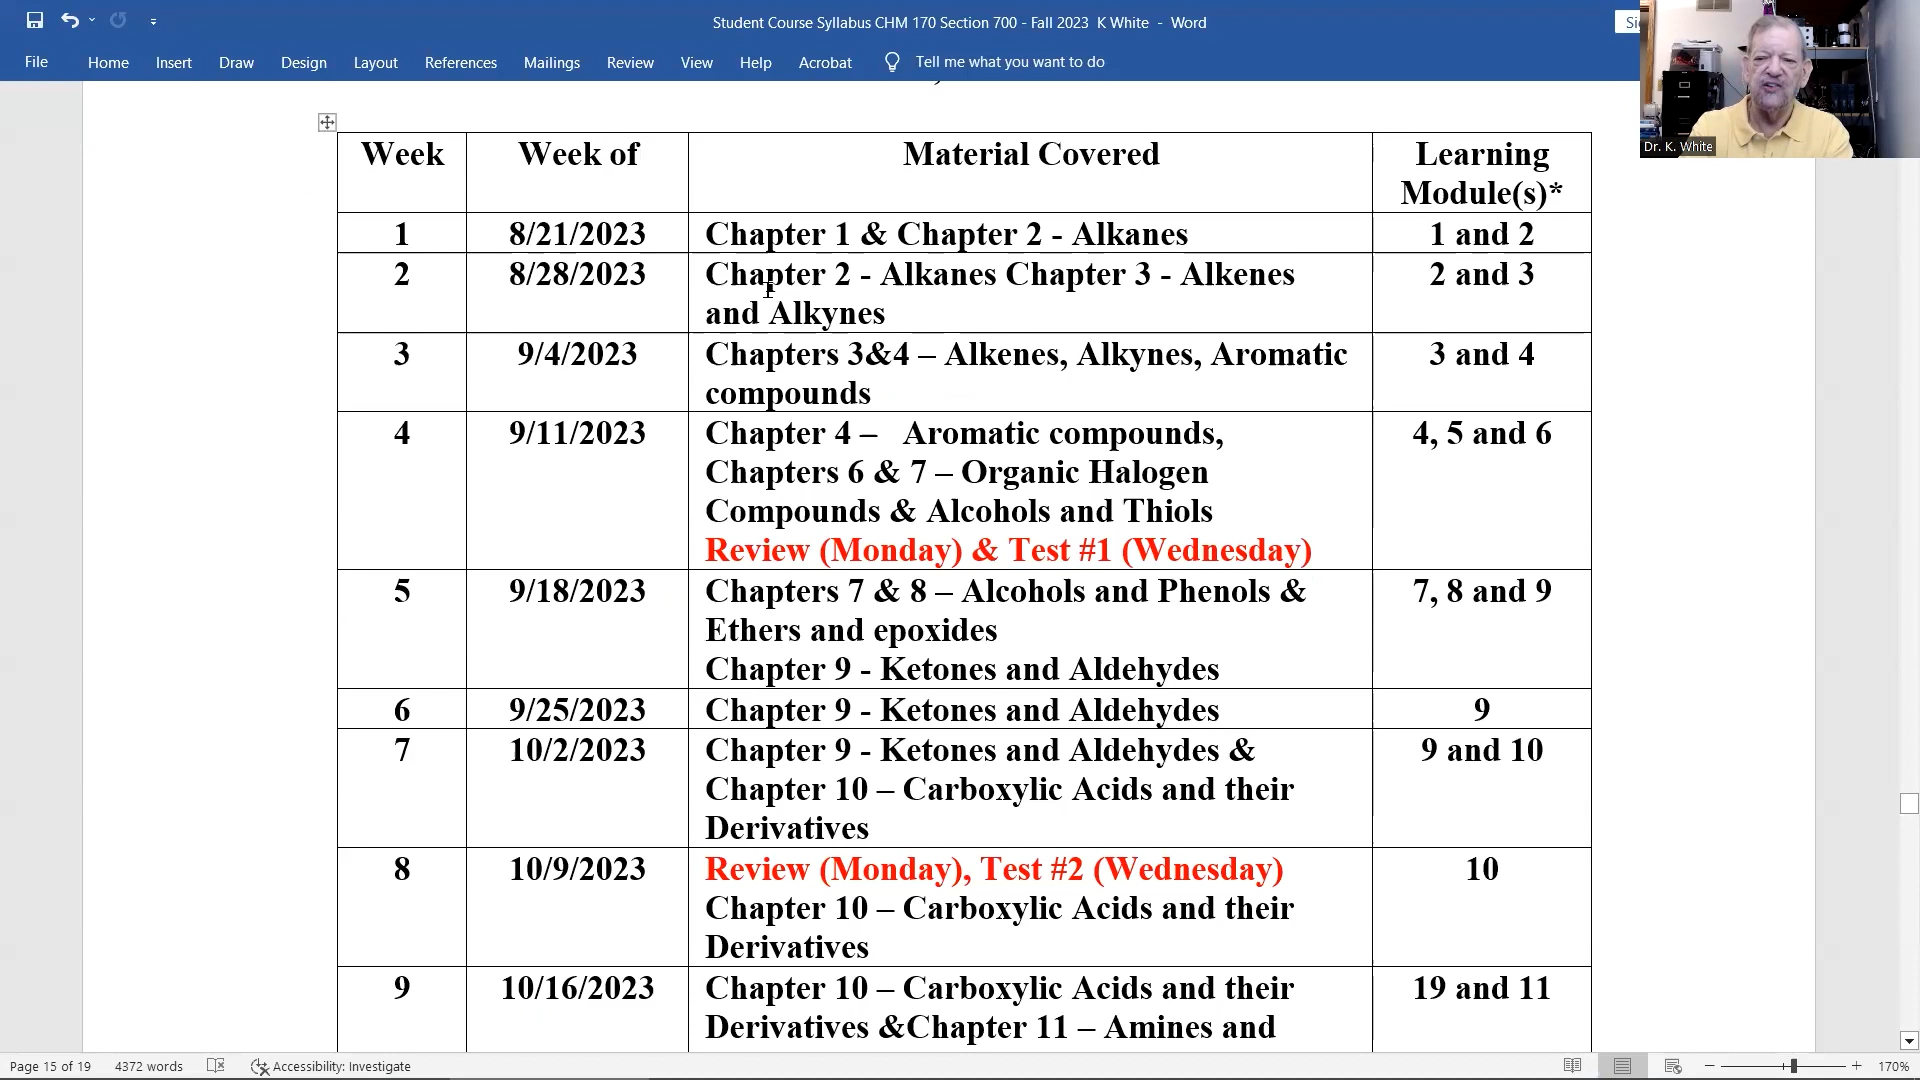 Student Course Syllabus CHM 170 Section 700 - Fall 2023  K White  -  Word
File Home Insert Draw Design Layout References Mailings Review View Help Acrobat Tell me what you want to do
Dr. K. White
Week Week of Material Covered Learning
Module(s)*
1 8/21/2023 Chapter 1 & Chapter 2 - Alkanes 1 and 2
2 8/28/2023 Chapter 2 - Alkanes Chapter 3 - Alkenes 2 and 3
and Alkynes
3 9/4/2023 Chapters 3&4 – Alkenes, Alkynes, Aromatic 3 and 4
compounds
4 9/11/2023 Chapter 4 –   Aromatic compounds, 4, 5 and 6
Chapters 6 & 7 – Organic Halogen
Compounds & Alcohols and Thiols
Review (Monday) & Test #1 (Wednesday)
5 9/18/2023 Chapters 7 & 8 – Alcohols and Phenols & 7, 8 and 9
Ethers and epoxides
Chapter 9 - Ketones and Aldehydes
6 9/25/2023 Chapter 9 - Ketones and Aldehydes 9
7 10/2/2023 Chapter 9 - Ketones and Aldehydes & 9 and 10
Chapter 10 – Carboxylic Acids and their
Derivatives
8 10/9/2023 Review (Monday), Test #2 (Wednesday) 10
Chapter 10 – Carboxylic Acids and their
Derivatives
9 10/16/2023 Chapter 10 – Carboxylic Acids and their 19 and 11
Derivatives &Chapter 11 – Amines and
Page 15 of 19 4372 words Accessibility: Investigate 170%